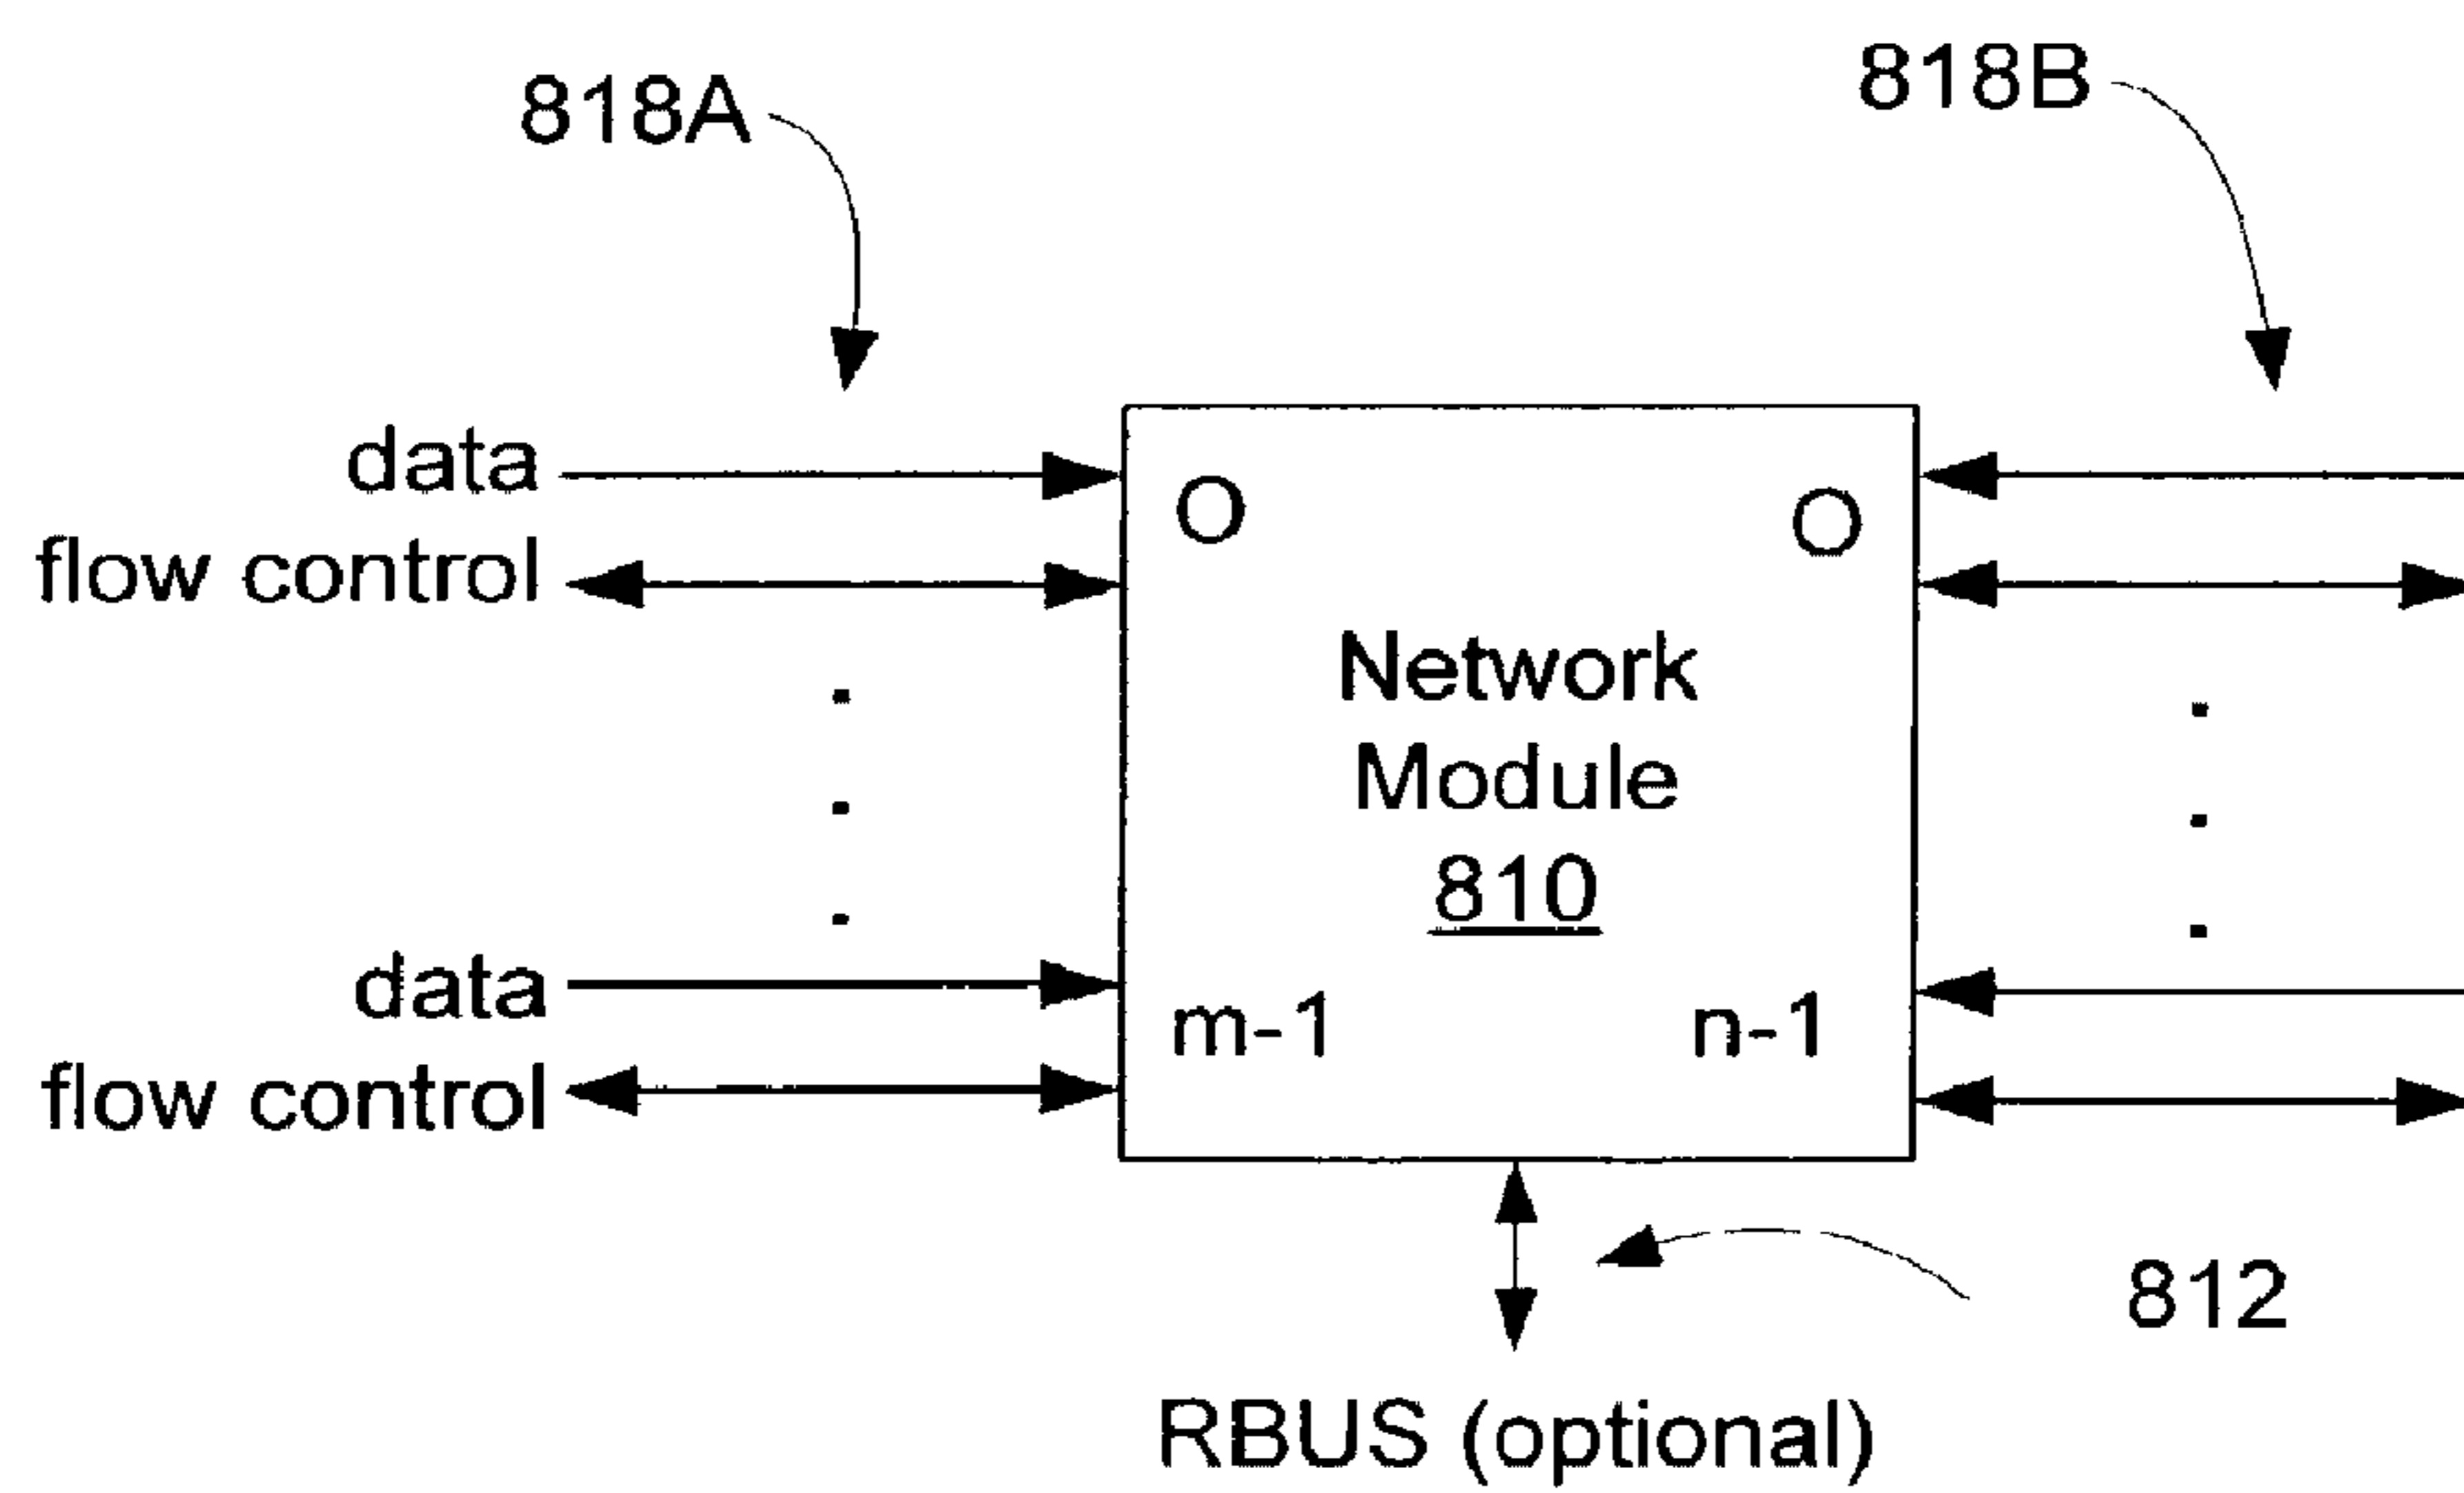 818A
818B
data
flow control
O
O
Network
Module
810
data
flow control
m-1
n-1
812
RBUS (optional)